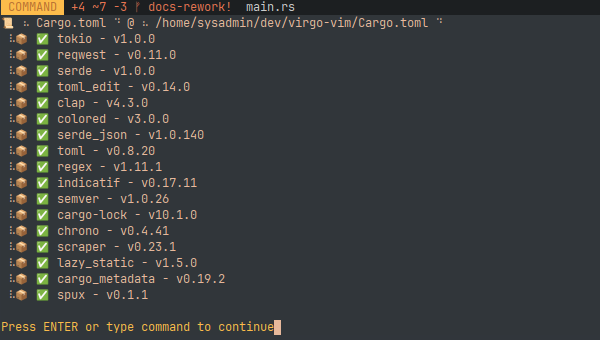 COMMAND +4 ~7 -3 ᚠ docs-rework! main.rs
Cargo.toml @ /home/sysadmin/dev/virgo-vim/Cargo.toml
📦 ✅ tokio - v1.0.0
📦 ✅ reqwest - v0.11.0
📦 ✅ serde - v1.0.0
📦 ✅ toml_edit - v0.14.0
📦 ✅ clap - v4.3.0
📦 ✅ colored - v3.0.0
📦 ✅ serde_json - v1.0.140
📦 ✅ toml - v0.8.20
📦 ✅ regex - v1.11.1
📦 ✅ indicatif - v0.17.11
📦 ✅ semver - v1.0.26
📦 ✅ cargo-lock - v10.1.0
📦 ✅ chrono - v0.4.41
📦 ✅ scraper - v0.23.1
📦 ✅ lazy_static - v1.5.0
📦 ✅ cargo_metadata - v0.19.2
📦 ✅ spux - v0.1.1
Press ENTER or type command to continue